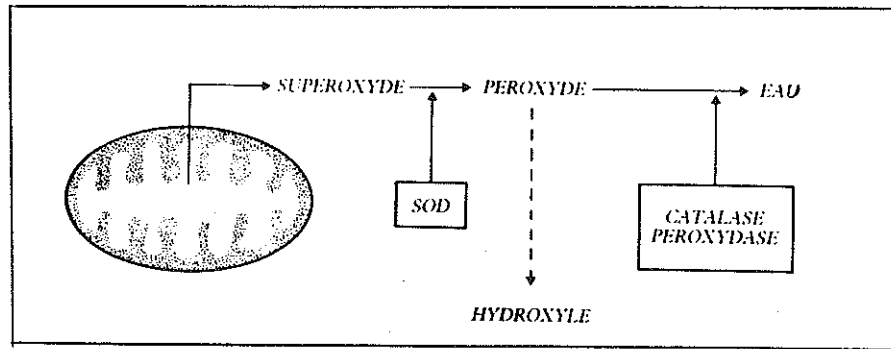 SUPEROXYDE
PEROXYDE
EAU
SOD
CATALASE
PEROXYDASE
HYDROXYLE